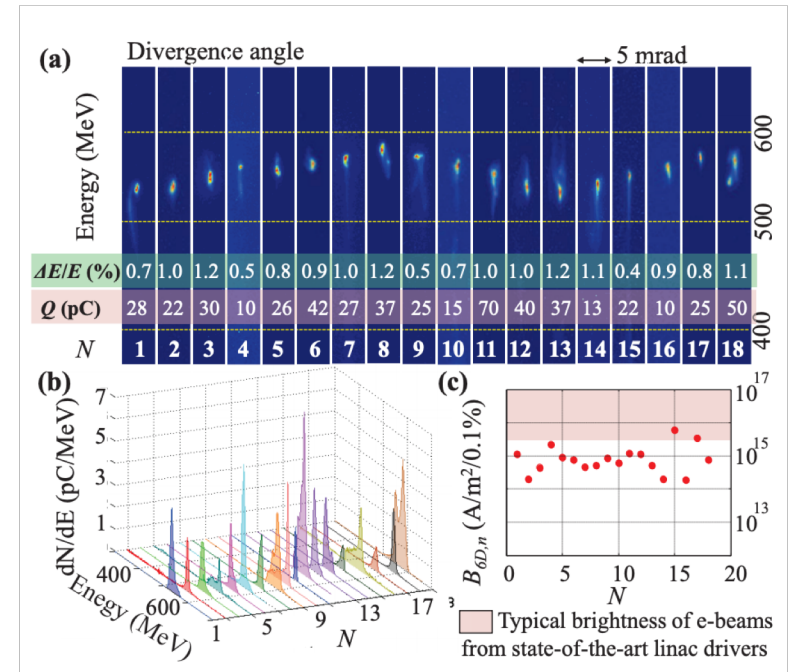 (a) Divergence angle 5 mrad
Energy (MeV)
600
500
400
ΔE/E (%) 0.7 1.0 1.2 0.5 0.8 0.9 1.0 1.2 0.5 0.7 1.0 1.0 1.2 1.1 0.4 0.9 0.8 1.1
Q (pC) 28 22 30 10 26 42 27 37 25 15 70 40 37 13 22 10 25 50
N 1 2 3 4 5 6 7 8 9 10 11 12 13 14 15 16 17 18
(b)
dN/dE (pC/MeV)
7
5
3
1
400
600
Enegy (MeV)
1 5 9 13 17
N
3
(c)
B6D,n (A/m²/0.1%)
10¹⁷
10¹⁵
10¹³
0 5 10 15 20
N
Typical brightness of e-beams
from state-of-the-art linac drivers